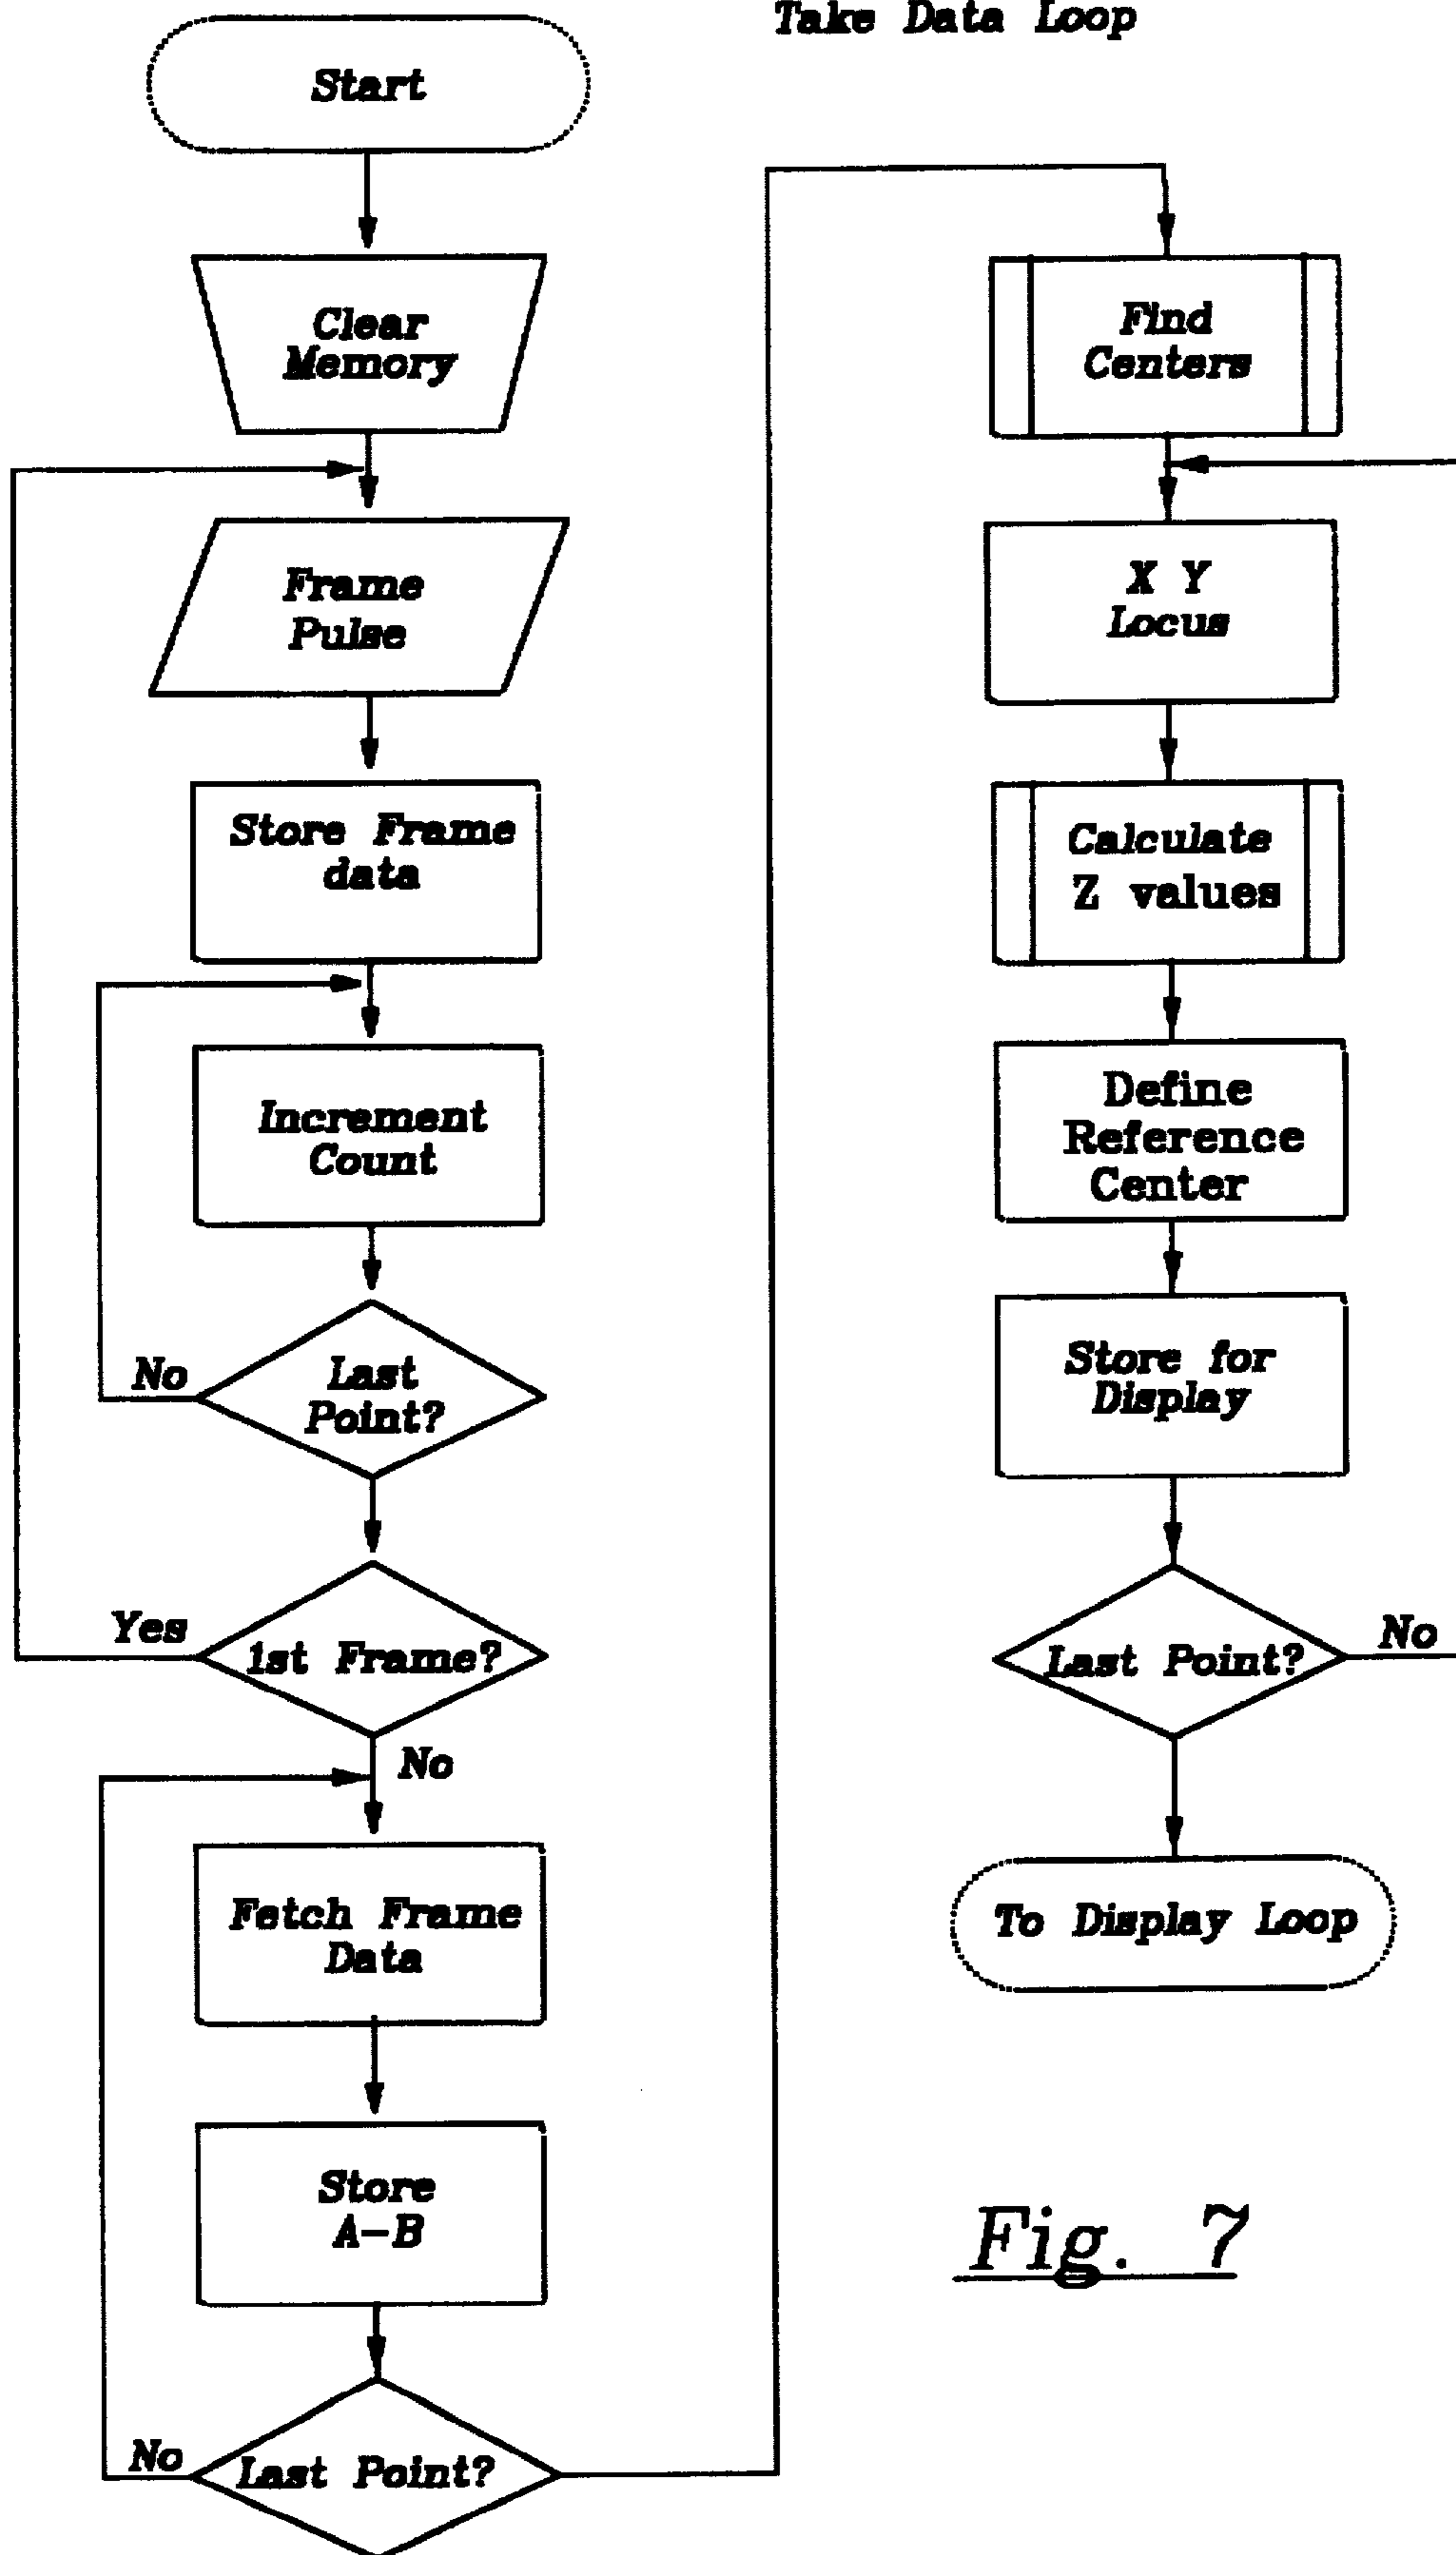 Take Data Loop
Start
Clear
Memory
Frame
Pulse
Store Frame
data
Increment
Count
Last
Point?
No
1st Frame?
Yes
No
Fetch Frame
Data
Store
A-B
Last Point?
No
Find
Centers
X Y
Locus
Calculate
Z values
Define
Reference
Center
Store for
Display
Last Point?
No
To Display Loop
Fig. 7